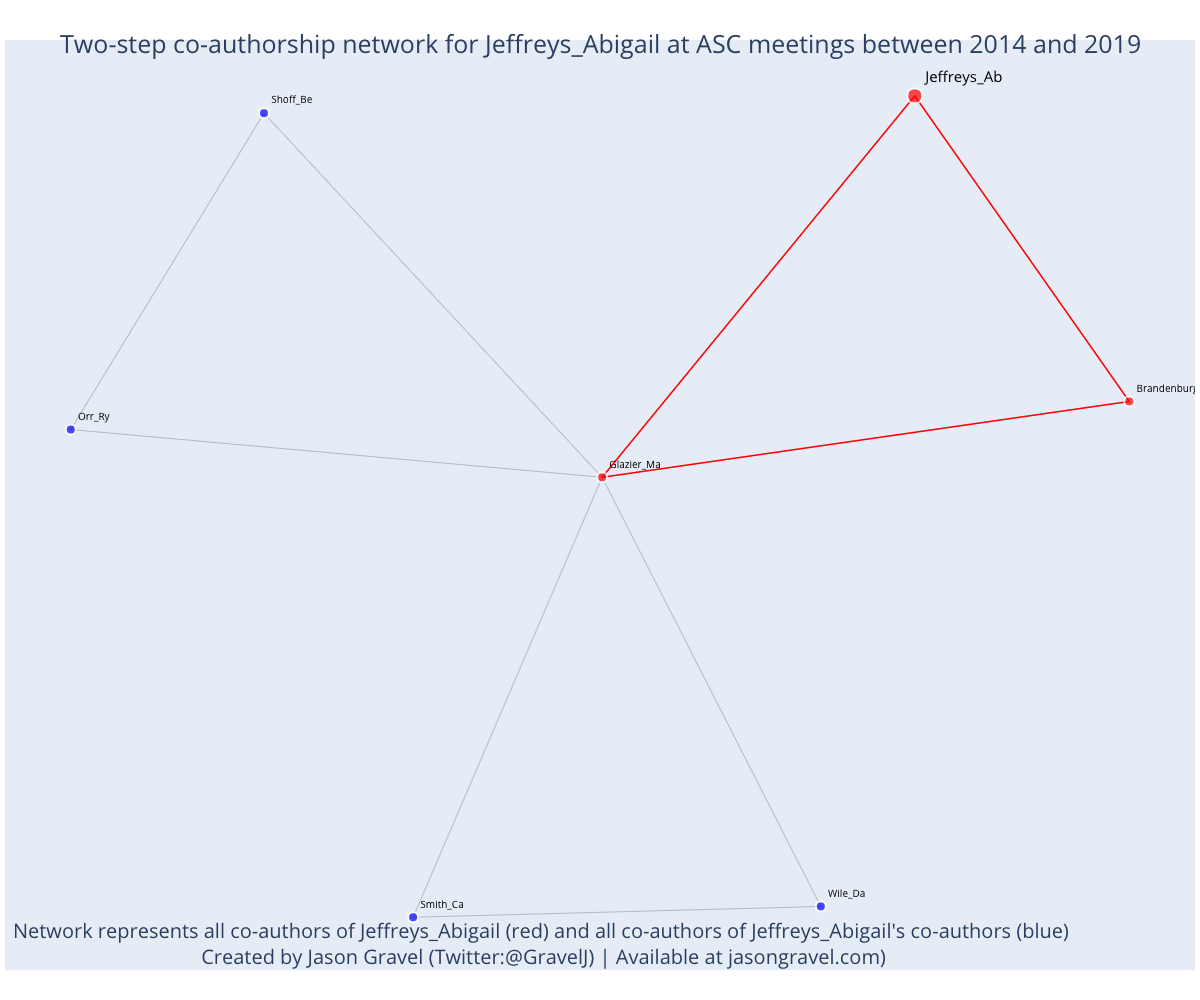 Two-step co-authorship network for Jeffreys_Abigail at ASC meetings between 2014 and 2019
Jeffreys_Ab
Shoff_Be
Brandenburg
Orr_Ry
Glazier_Ma
Wile_Da
Smith_Ca
Network represents all co-authors of Jeffreys_Abigail (red) and all co-authors of Jeffreys_Abigail's co-authors (blue)
Created by Jason Gravel (Twitter:@GravelJ) | Available at jasongravel.com)